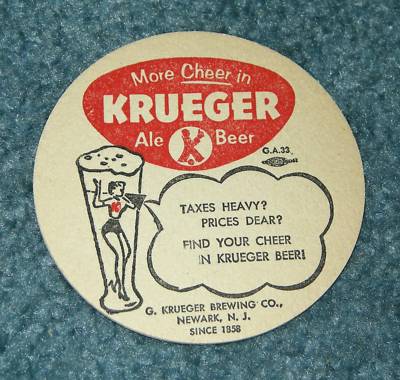 More Cheer in
KRUEGER
Ale K Beer
G.A.33
TAXES HEAVY?
PRICES DEAR?
FIND YOUR CHEER
IN KRUEGER BEER!
G. KRUEGER BREWING CO.,
NEWARK, N. J.
SINCE 1858